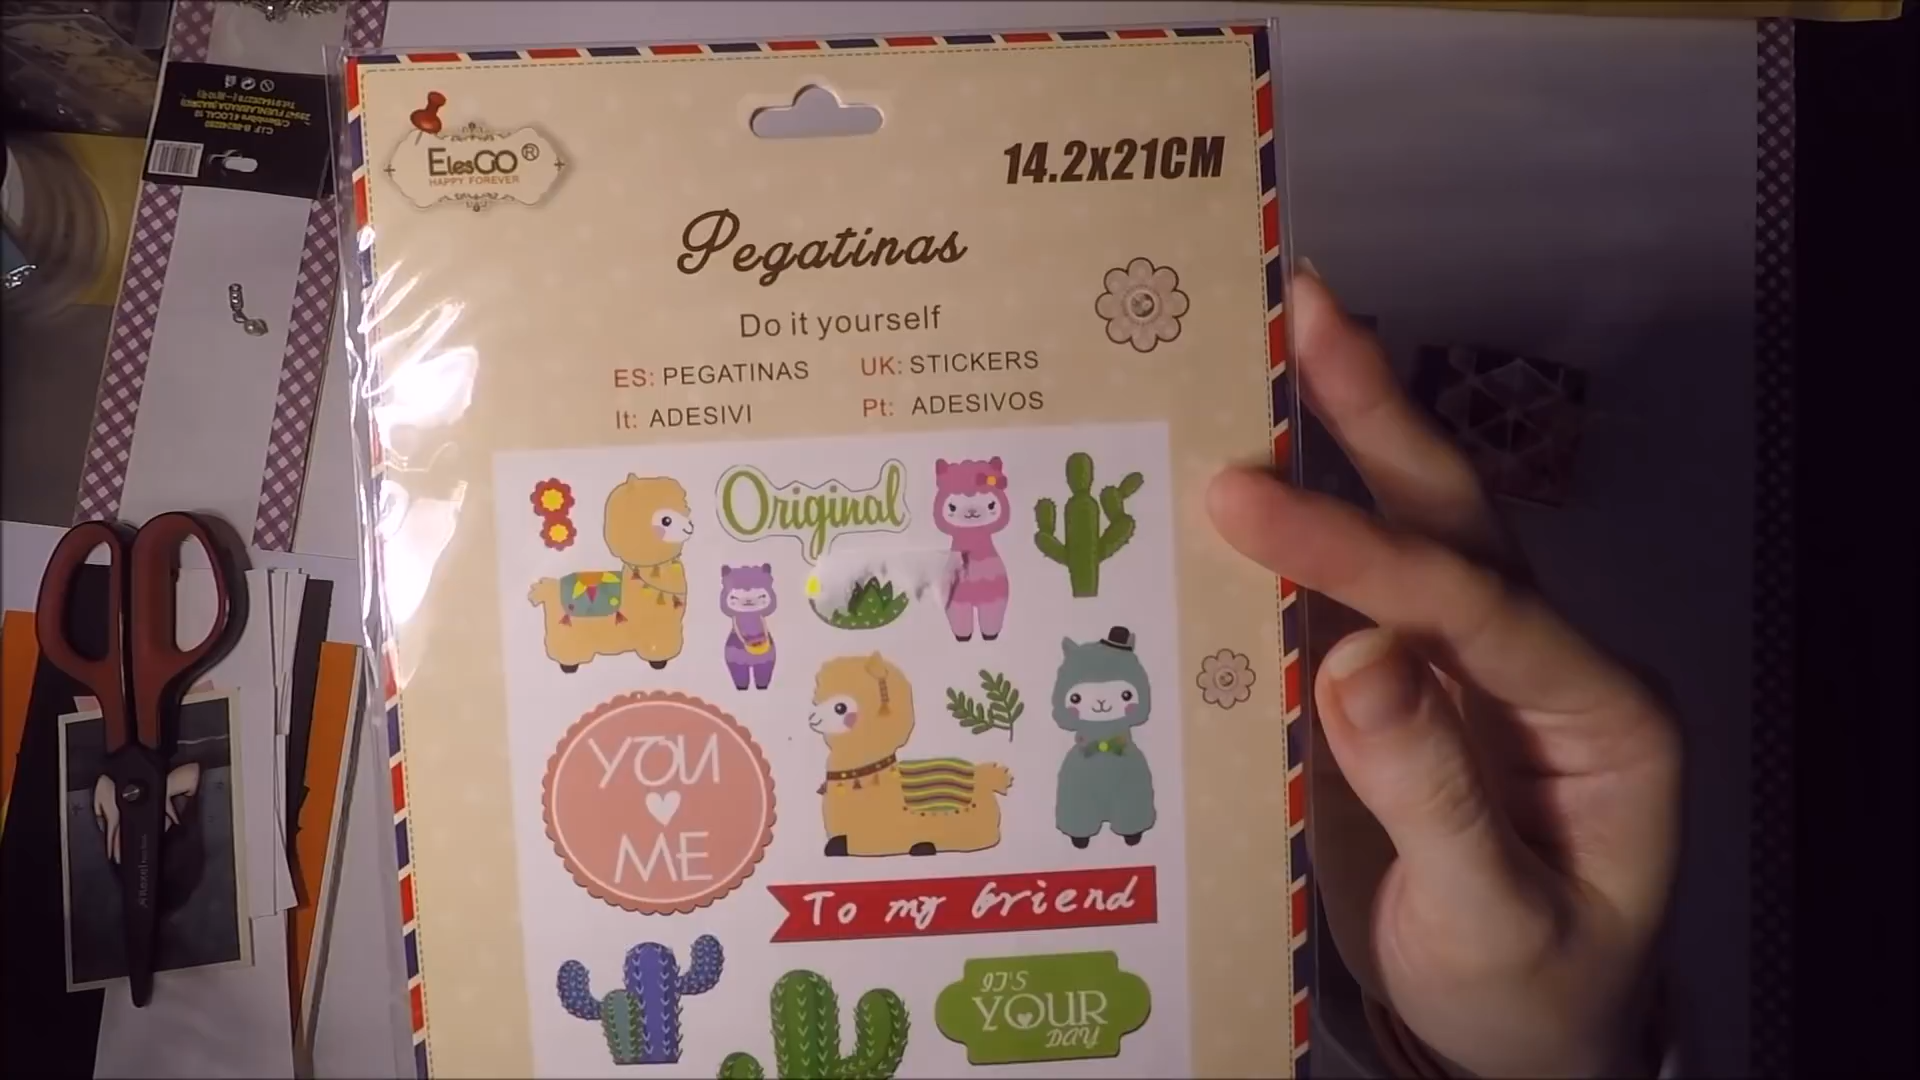 ElesGO®
HAPPY FOREVER
14.2x21CM
Pegatinas
Do it yourself
ES: PEGATINAS UK: STICKERS
It: ADESIVI Pt: ADESIVOS
Original
YOU
ME
To my friend
IT'S
YOUR
DAY